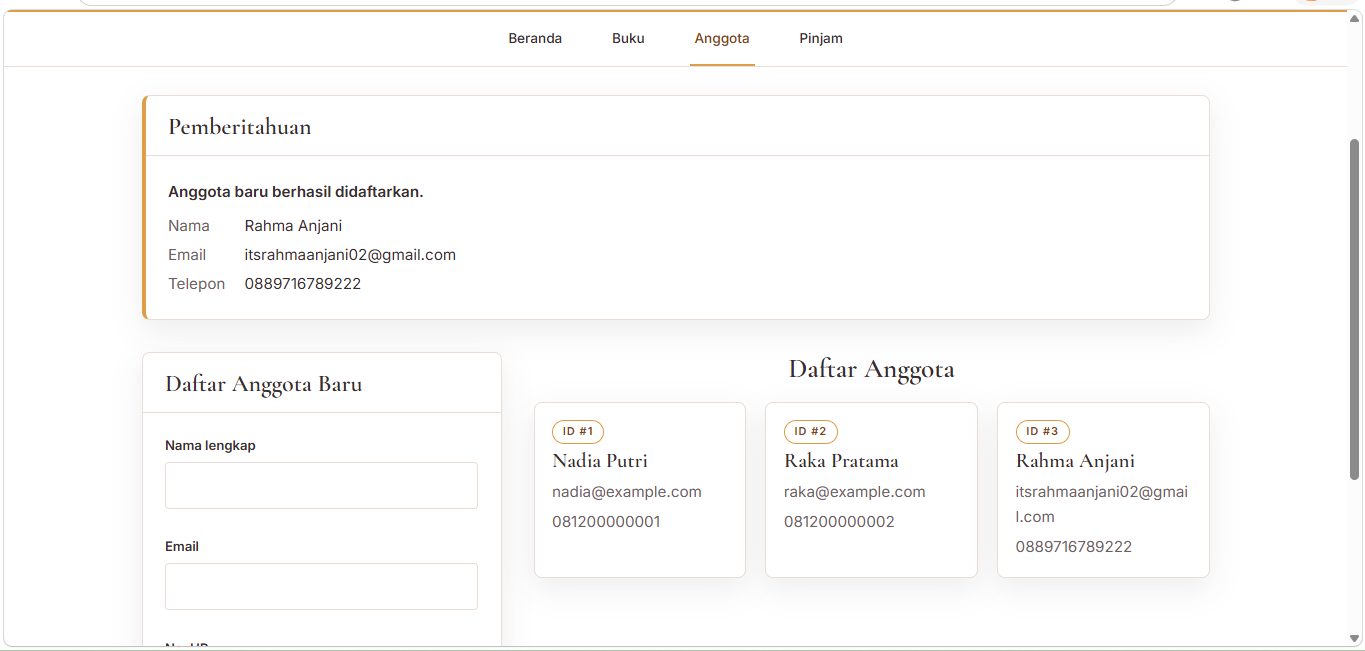 Beranda Buku Anggota Pinjam
Pemberitahuan
Anggota baru berhasil didaftarkan.
Nama Rahma Anjani
Email itsrahmaanjani02@gmail.com
Telepon 0889716789222
Daftar Anggota Baru
Nama lengkap
Email
Daftar Anggota
ID #1
Nadia Putri
nadia@example.com
081200000001
ID #2
Raka Pratama
raka@example.com
081200000002
ID #3
Rahma Anjani
itsrahmaanjani02@gmai
l.com
0889716789222